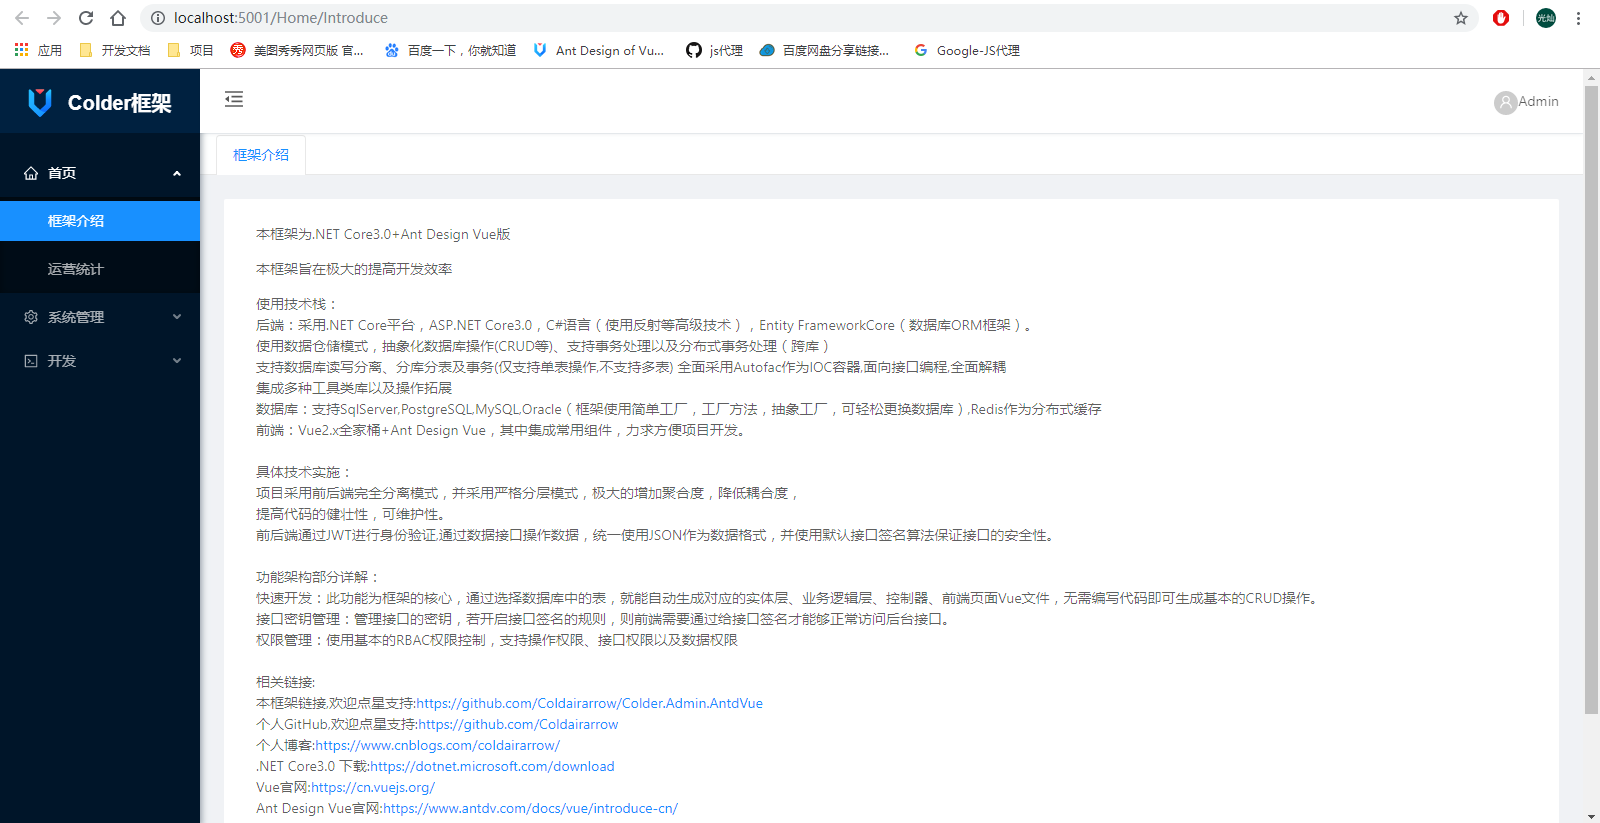 localhost:5001/Home/Introduce
光灿
应用
开发文档
项目
美图秀秀网页版 官...
百度一下，你就知道
Ant Design of Vu...
js代理
百度网盘分享链接...
Google-JS代理
Colder框架
Admin
框架介绍
首页
框架介绍
运营统计
系统管理
开发
本框架为.NET Core3.0+Ant Design Vue版
本框架旨在极大的提高开发效率
使用技术栈：
后端：采用.NET Core平台，ASP.NET Core3.0，C#语言（使用反射等高级技术），Entity FrameworkCore（数据库ORM框架）。
使用数据仓储模式，抽象化数据库操作(CRUD等)、支持事务处理以及分布式事务处理（跨库）
支持数据库读写分离、分库分表及事务(仅支持单表操作,不支持多表) 全面采用Autofac作为IOC容器,面向接口编程,全面解耦
集成多种工具类库以及操作拓展
数据库：支持SqlServer,PostgreSQL,MySQL,Oracle（框架使用简单工厂，工厂方法，抽象工厂，可轻松更换数据库）,Redis作为分布式缓存
前端：Vue2.x全家桶+Ant Design Vue，其中集成常用组件，力求方便项目开发。
具体技术实施：
项目采用前后端完全分离模式，并采用严格分层模式，极大的增加聚合度，降低耦合度，
提高代码的健壮性，可维护性。
前后端通过JWT进行身份验证,通过数据接口操作数据，统一使用JSON作为数据格式，并使用默认接口签名算法保证接口的安全性。
功能架构部分详解：
快速开发：此功能为框架的核心，通过选择数据库中的表，就能自动生成对应的实体层、业务逻辑层、控制器、前端页面Vue文件，无需编写代码即可生成基本的CRUD操作。
接口密钥管理：管理接口的密钥，若开启接口签名的规则，则前端需要通过给接口签名才能够正常访问后台接口。
权限管理：使用基本的RBAC权限控制，支持操作权限、接口权限以及数据权限
相关链接:
本框架链接,欢迎点星支持:https://github.com/Coldairarrow/Colder.Admin.AntdVue
个人GitHub,欢迎点星支持:https://github.com/Coldairarrow
个人博客:https://www.cnblogs.com/coldairarrow/
.NET Core3.0 下载:https://dotnet.microsoft.com/download
Vue官网:https://cn.vuejs.org/
Ant Design Vue官网:https://www.antdv.com/docs/vue/introduce-cn/